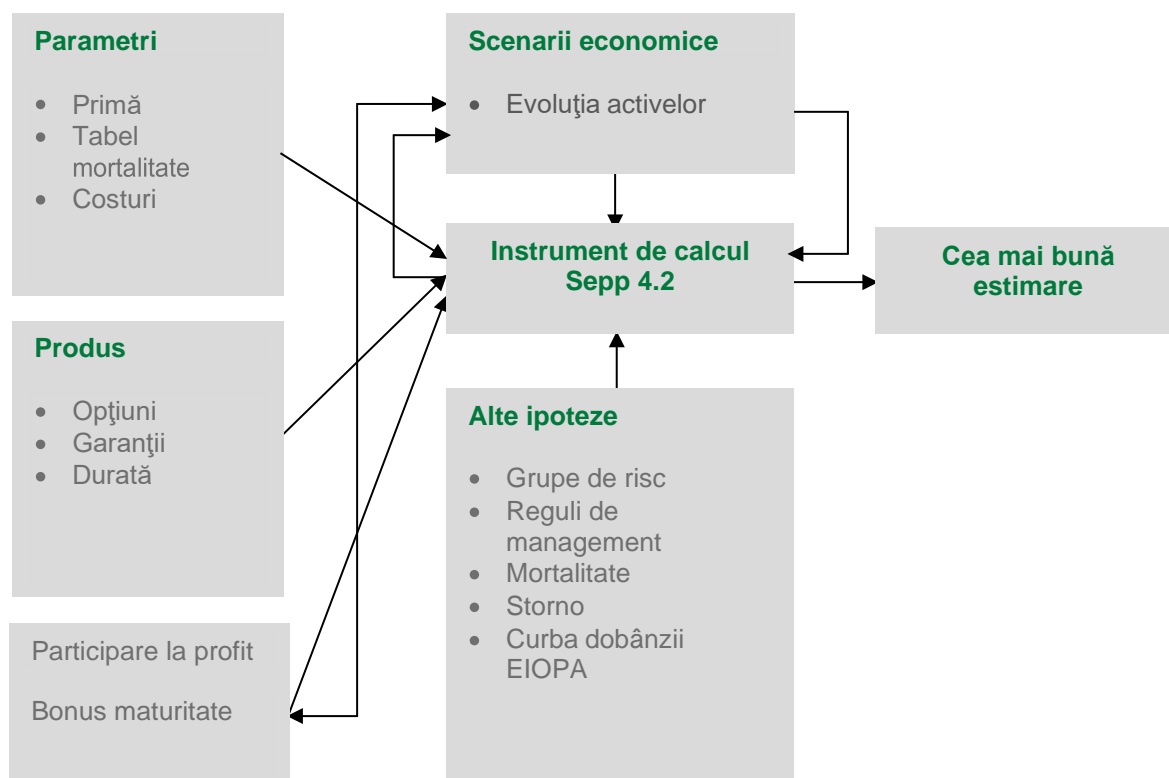 Parametri
• Primă
• Tabel
mortalitate
• Costuri
Scenarii economice
• Evoluţia activelor
Instrument de calcul
Sepp 4.2
Cea mai bună
estimare
Produs
• Opţiuni
• Garanţii
• Durată
Alte ipoteze
• Grupe de risc
• Reguli de
management
• Mortalitate
• Storno
• Curba dobânzii
EIOPA
Participare la profit
Bonus maturitate